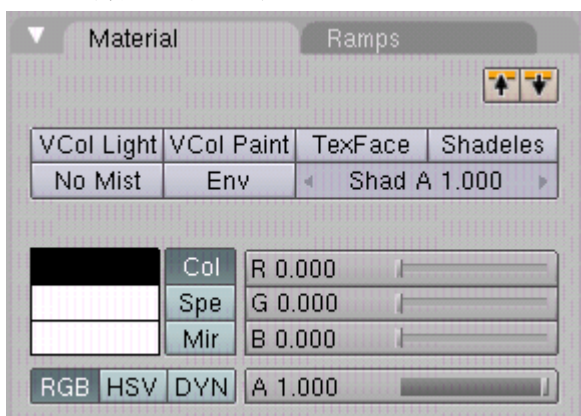 Material Ramps
VCol Light VCol Paint TexFace Shadeles
No Mist Env Shad A 1.000
Col R 0.000
Spe G 0.000
Mir B 0.000
RGB HSV DYN A 1.000